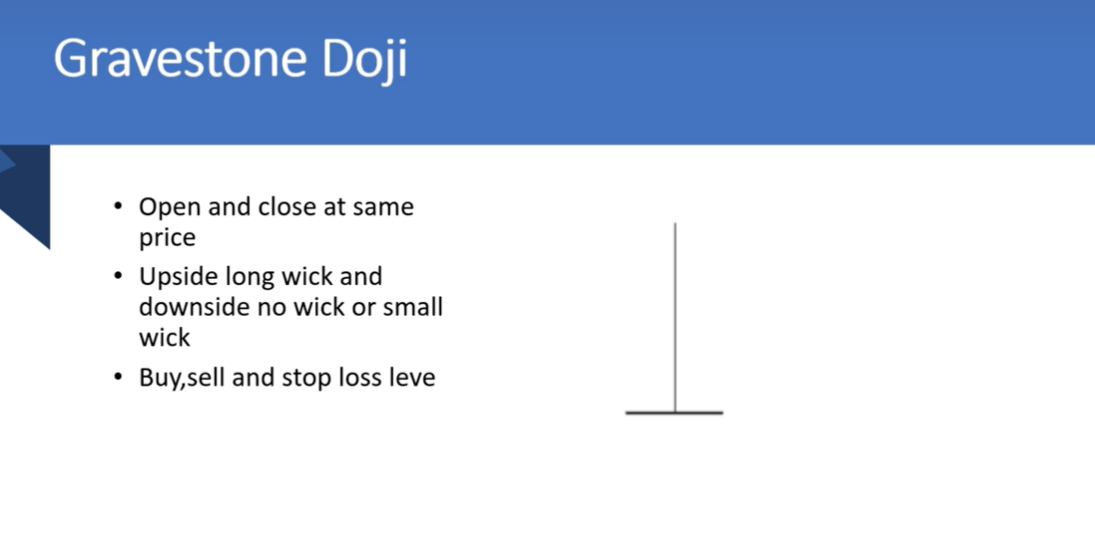 Gravestone Doji
• Open and close at same
price
• Upside long wick and
downside no wick or small
wick
• Buy,sell and stop loss leve